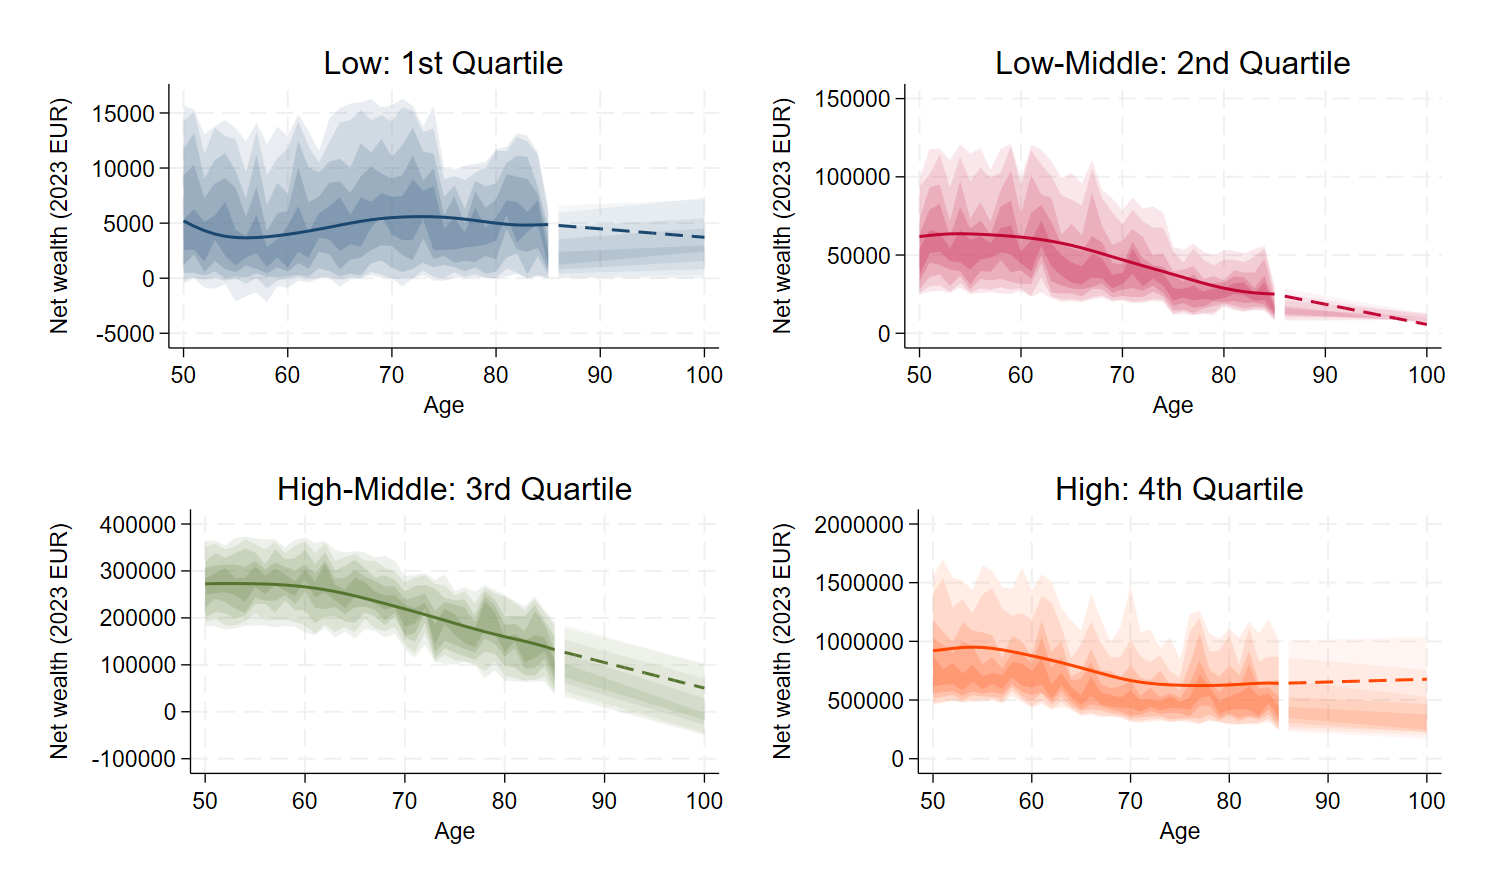 Low: 1st Quartile
Net wealth (2023 EUR)
15000
10000
5000
0
-5000
50 60 70 80 90 100
Age
Low-Middle: 2nd Quartile
Net wealth (2023 EUR)
150000
100000
50000
0
50 60 70 80 90 100
Age
High-Middle: 3rd Quartile
Net wealth (2023 EUR)
400000
300000
200000
100000
0
-100000
50 60 70 80 90 100
Age
High: 4th Quartile
Net wealth (2023 EUR)
2000000
1500000
1000000
500000
0
50 60 70 80 90 100
Age